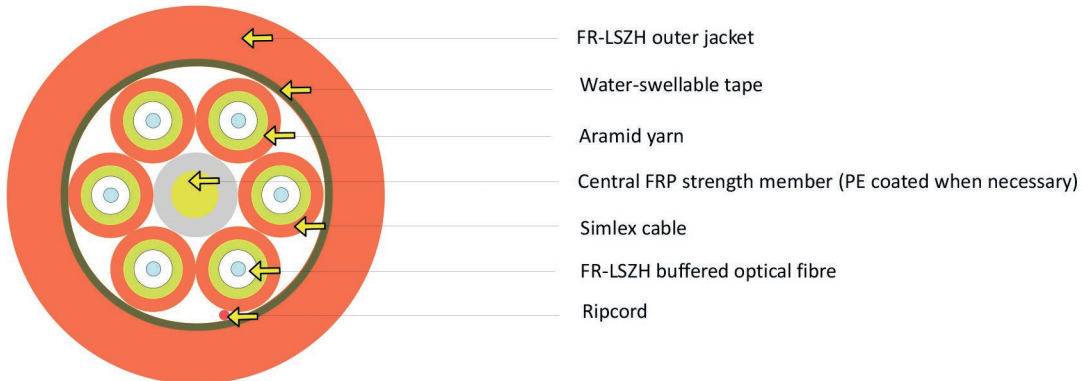 FR-LSZH outer jacket
Water-swellable tape
Aramid yarn
Central FRP strength member (PE coated when necessary)
Simlex cable
FR-LSZH buffered optical fibre
Ripcord